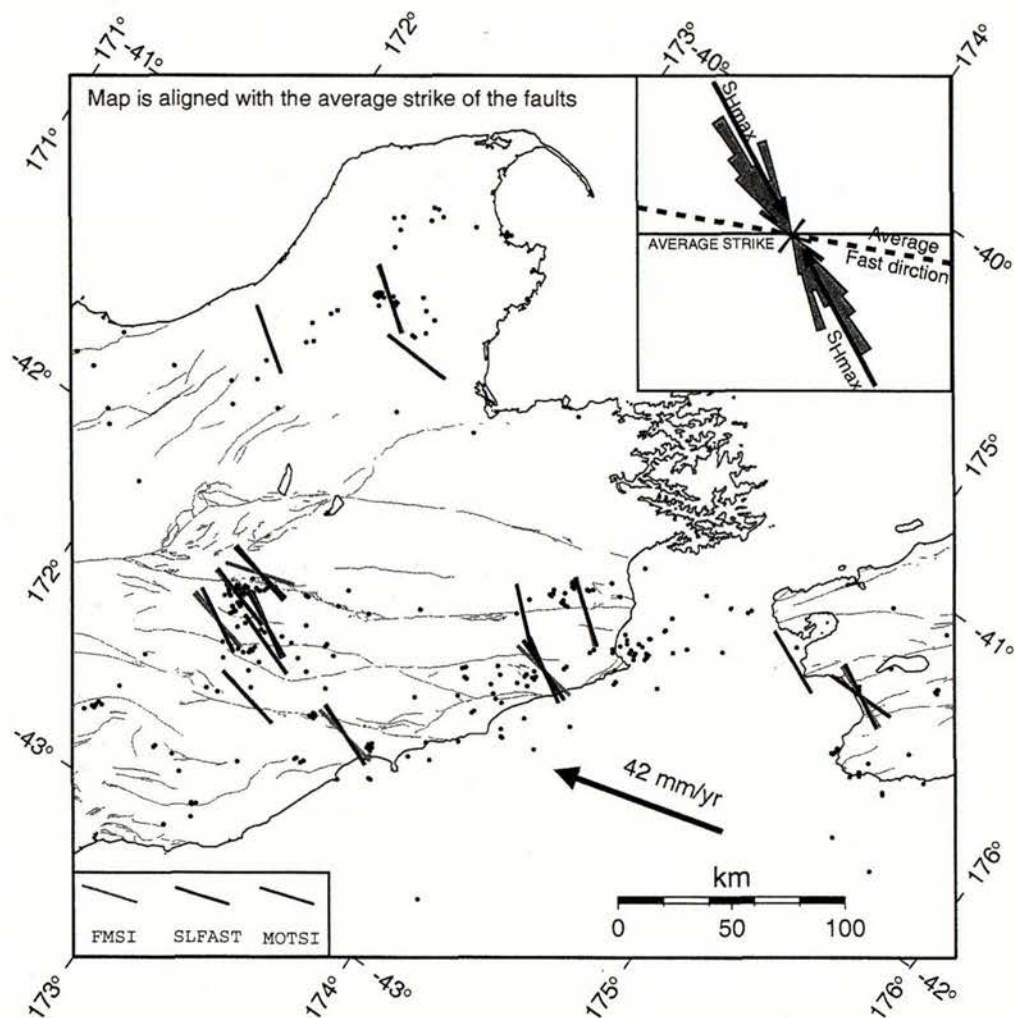 171°
-41°
172°
173°
-40°
174°
Map is aligned with the average strike of the faults
171°
SHmax
AVERAGE STRIKE
Average
Fast dirction
SHmax
-40°
-42°
175°
172°
-41°
-43°
42 mm/yr
176°
km
0 50 100
FMSI SLFAST MOTSI
173°
174°
-43°
175°
176°
-42°